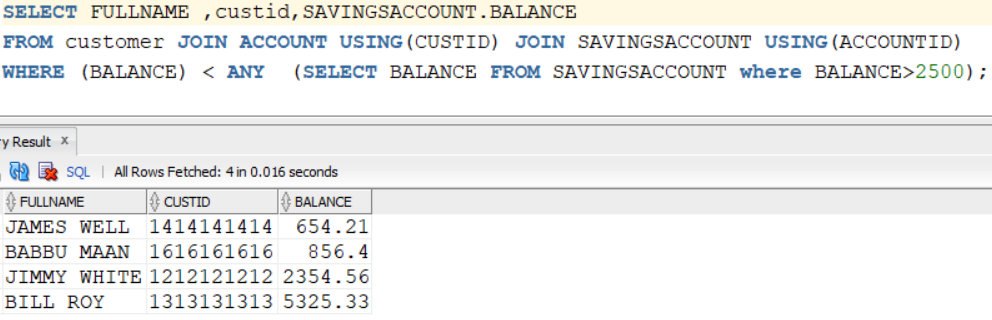 SELECT FULLNAME ,custid,SAVINGSACCOUNT.BALANCE
FROM customer JOIN ACCOUNT USING(CUSTID) JOIN SAVINGSACCOUNT USING(ACCOUNTID)
WHERE (BALANCE) < ANY (SELECT BALANCE FROM SAVINGSACCOUNT where BALANCE>2500);
ry Result x
SQL | All Rows Fetched: 4 in 0.016 seconds
FULLNAME CUSTID BALANCE
JAMES WELL 1414141414 654.21
BABBU MAAN 1616161616 856.4
JIMMY WHITE 1212121212 2354.56
BILL ROY 1313131313 5325.33